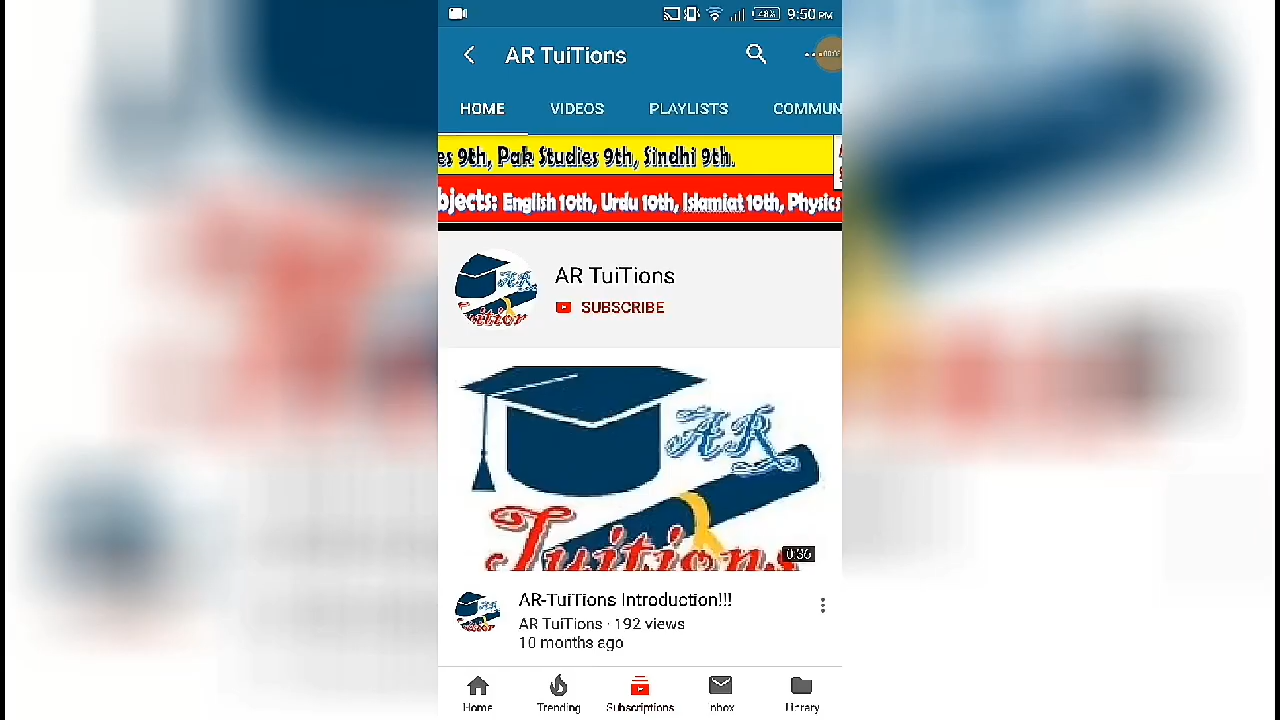 48%
9:50 PM
AR TuiTions
HOME
VIDEOS
PLAYLISTS
COMMUN
es 9th, Pak Studies 9th, Sindhi 9th.
bjects: English 10th, Urdu 10th, Islamiat 10th, Physics
AR TuiTions
SUBSCRIBE
AR
Tuitions
0:36
AR-TuiTions Introduction!!!
AR TuiTions · 192 views
10 months ago
Home
Trending
Subscriptions
Inbox
Library